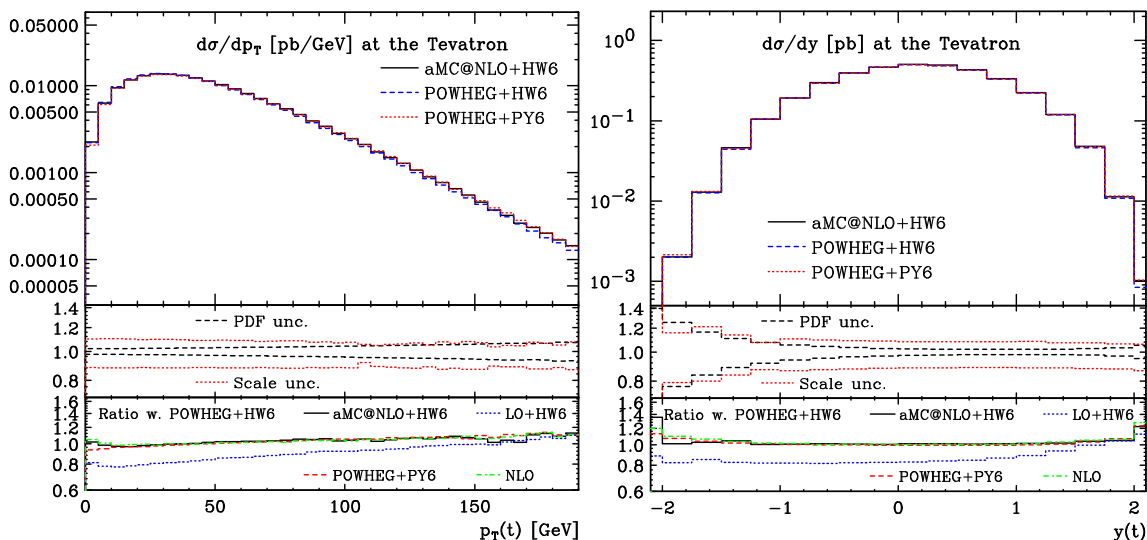 0.05000
dσ/dp_T [pb/GeV] at the Tevatron
aMC@NLO+HW6
0.01000
POWHEG+HW6
0.00500
POWHEG+PY6
0.00100
0.00050
0.00010
0.00005
1.4
PDF unc.
1.2
1.0
0.8
Scale unc.
1.6
Ratio w. POWHEG+HW6
aMC@NLO+HW6
LO+HW6
1.4
1.2
1.0
0.8
POWHEG+PY6
NLO
0.6
0
50
100
150
p_T(t) [GeV]
10^0
dσ/dy [pb] at the Tevatron
10^-1
10^-2
aMC@NLO+HW6
POWHEG+HW6
POWHEG+PY6
10^-3
1.4
PDF unc.
1.2
1.0
0.8
Scale unc.
1.6
Ratio w. POWHEG+HW6
aMC@NLO+HW6
LO+HW6
1.4
1.2
1.0
0.8
POWHEG+PY6
NLO
0.6
−2
−1
0
1
2
y(t)